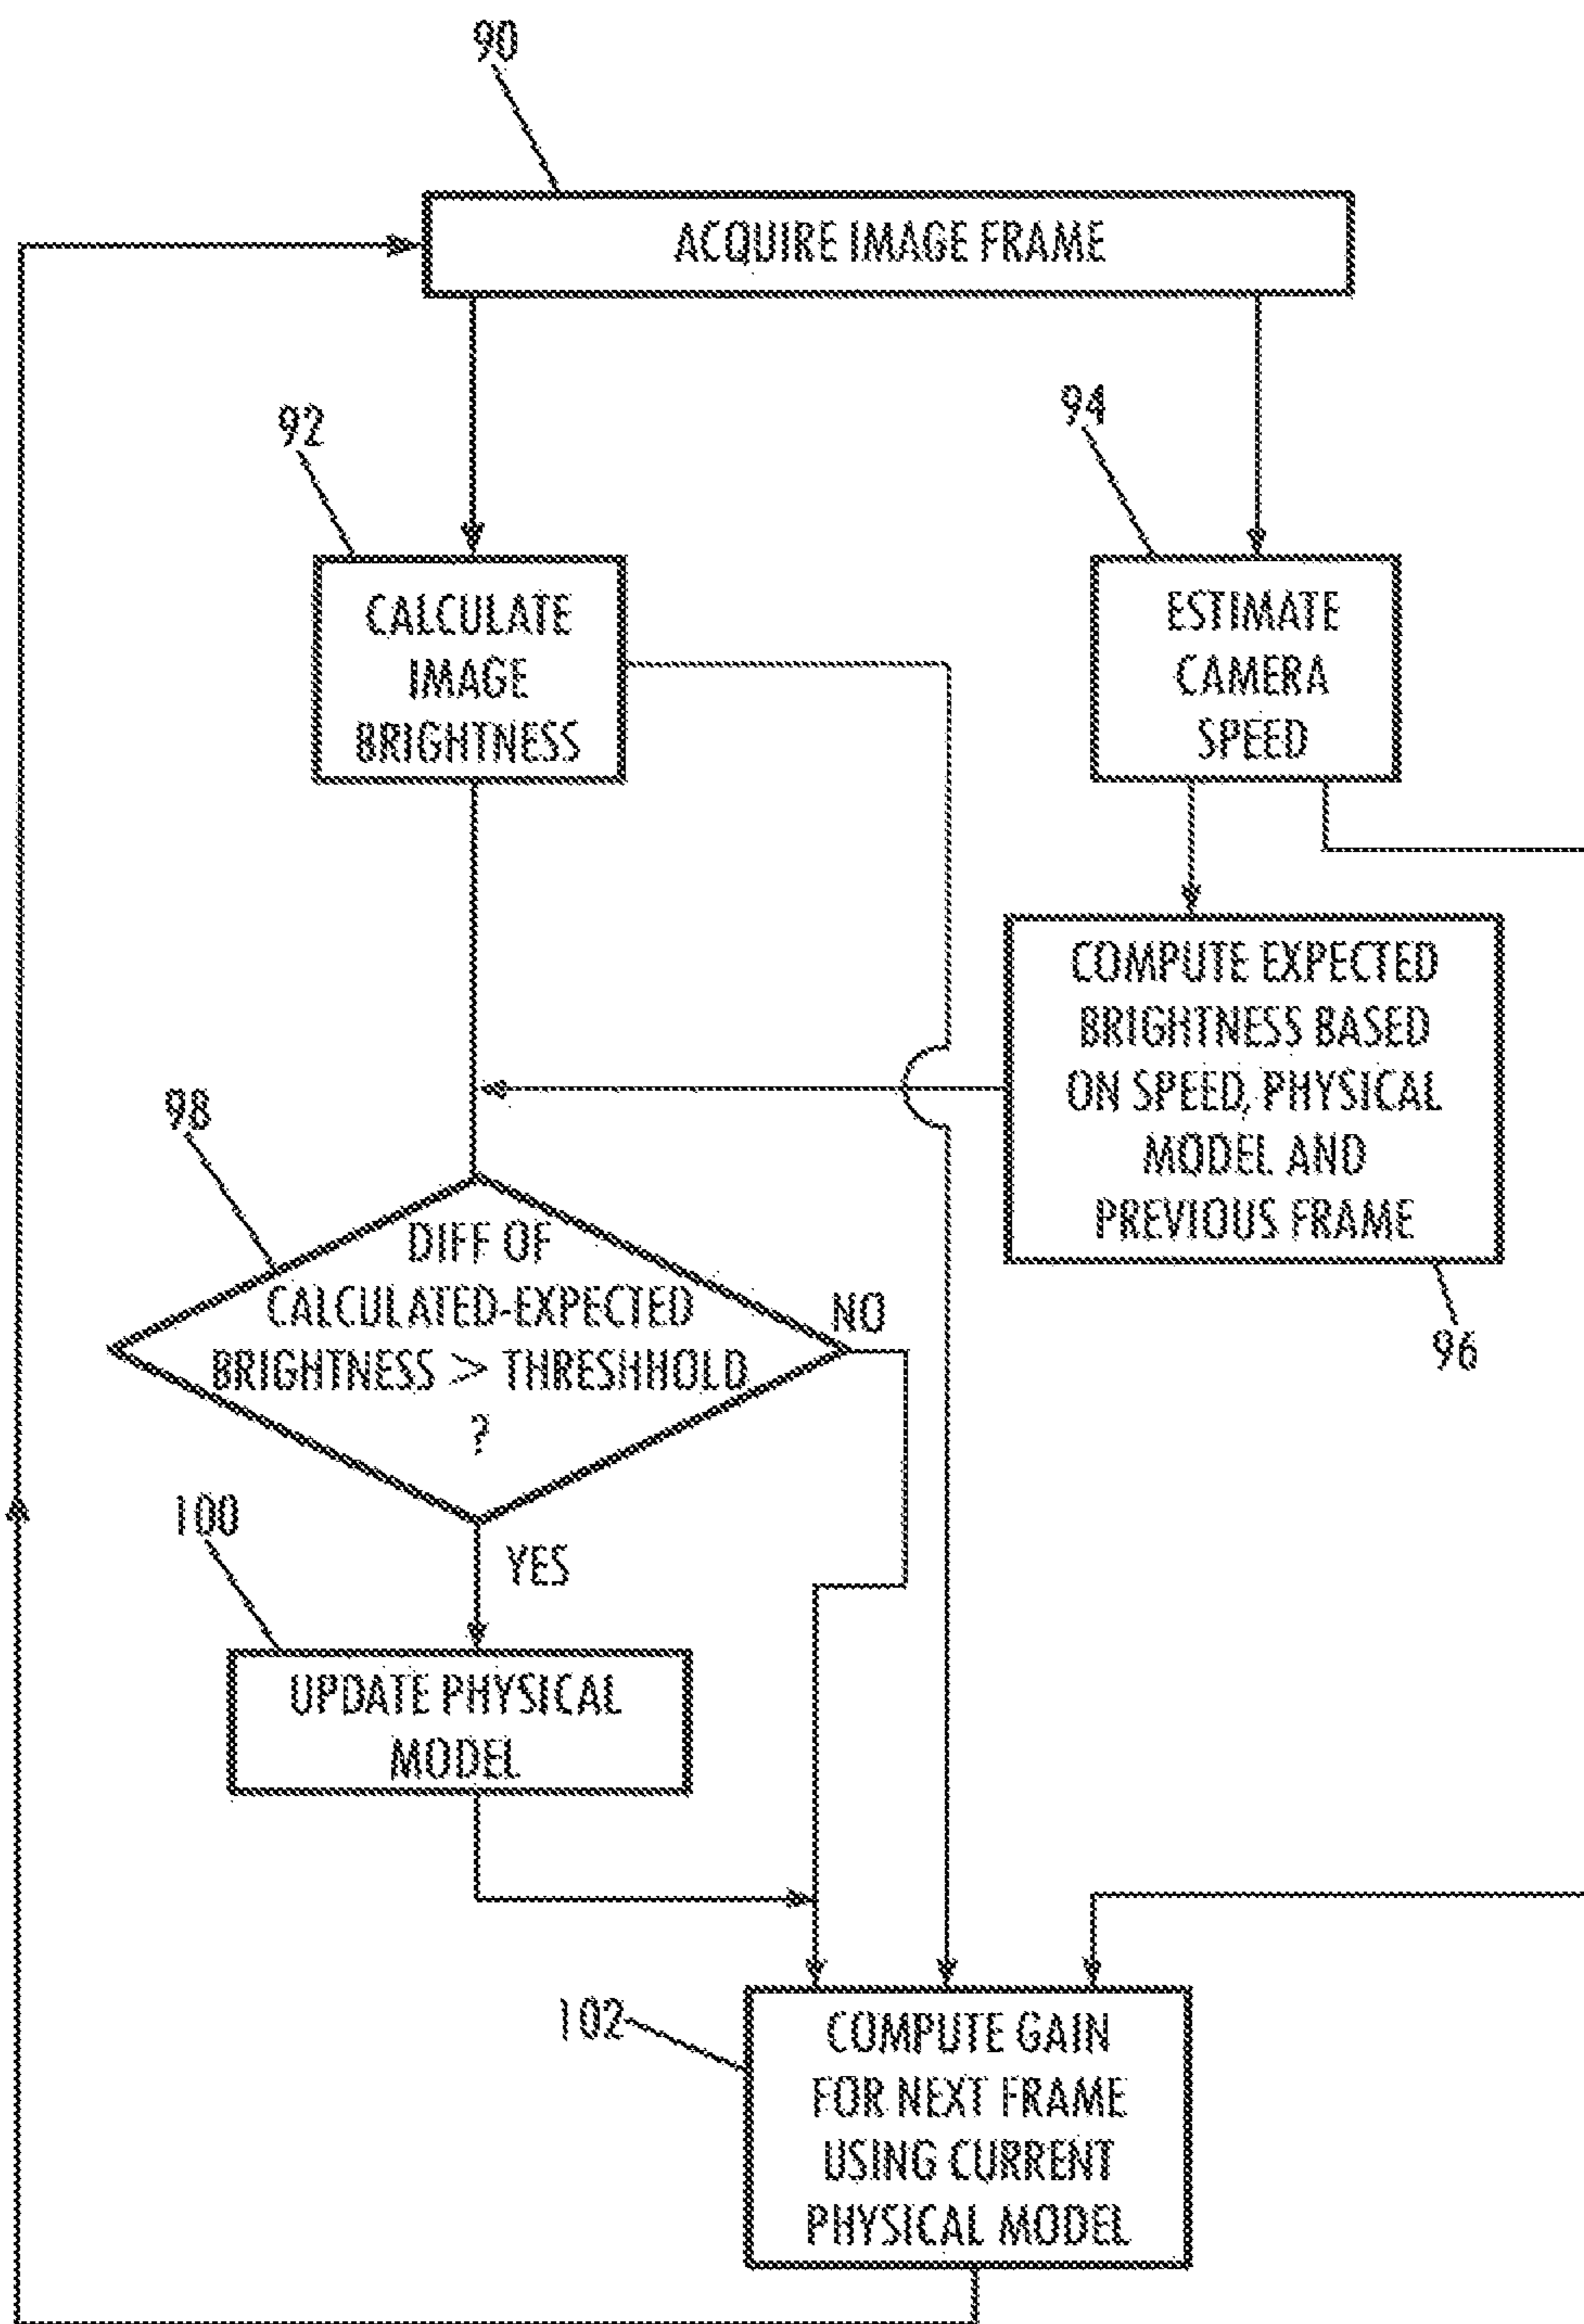 90
ACQUIRE IMAGE FRAME
92
94
CALCULATE
IMAGE
BRIGHTNESS
ESTIMATE
CAMERA
SPEED
COMPUTE EXPECTED
BRIGHTNESS BASED
ON SPEED, PHYSICAL
MODEL AND
PREVIOUS FRAME
96
98
DIFF OF
CALCULATED-EXPECTED
BRIGHTNESS > THRESHHOLD
?
NO
YES
100
UPDATE PHYSICAL
MODEL
102
COMPUTE GAIN
FOR NEXT FRAME
USING CURRENT
PHYSICAL MODEL